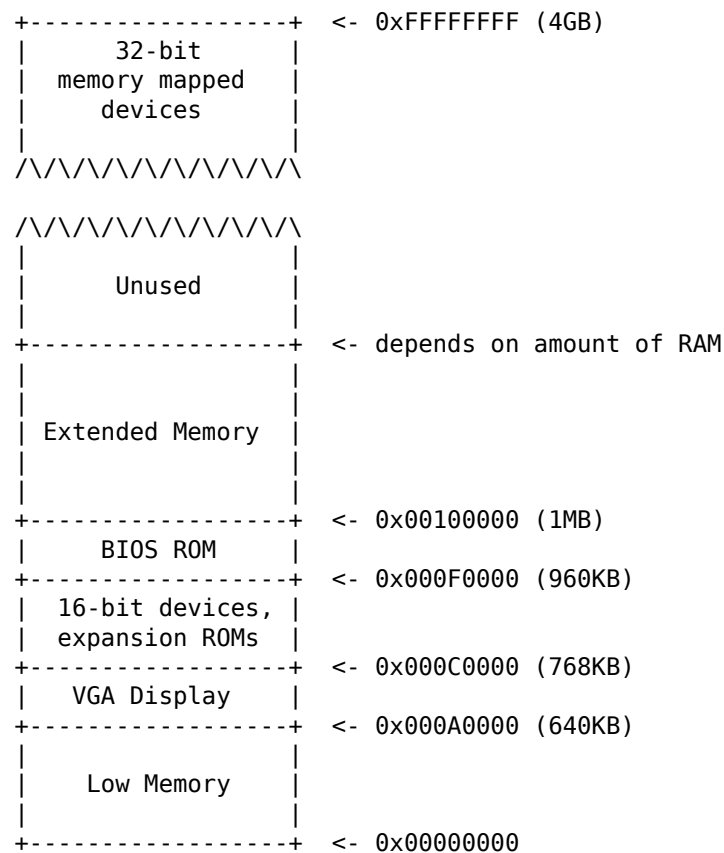 +------------------+  <- 0xFFFFFFFF (4GB)
|      32-bit      |
|  memory mapped   |
|     devices      |
|                  |
/\/\/\/\/\/\/\/\/\/\

/\/\/\/\/\/\/\/\/\/\
|                  |
|      Unused      |
|                  |
+------------------+  <- depends on amount of RAM
|                  |
|                  |
| Extended Memory  |
|                  |
|                  |
+------------------+  <- 0x00100000 (1MB)
|     BIOS ROM     |
+------------------+  <- 0x000F0000 (960KB)
|  16-bit devices, |
|  expansion ROMs  |
+------------------+  <- 0x000C0000 (768KB)
|   VGA Display    |
+------------------+  <- 0x000A0000 (640KB)
|                  |
|    Low Memory    |
|                  |
+------------------+  <- 0x00000000